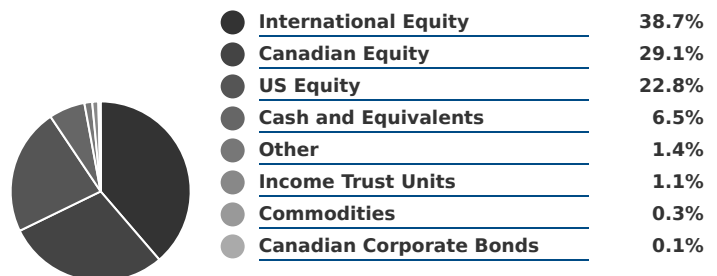 International Equity 38.7%
Canadian Equity 29.1%
US Equity 22.8%
Cash and Equivalents 6.5%
Other 1.4%
Income Trust Units 1.1%
Commodities 0.3%
Canadian Corporate Bonds 0.1%